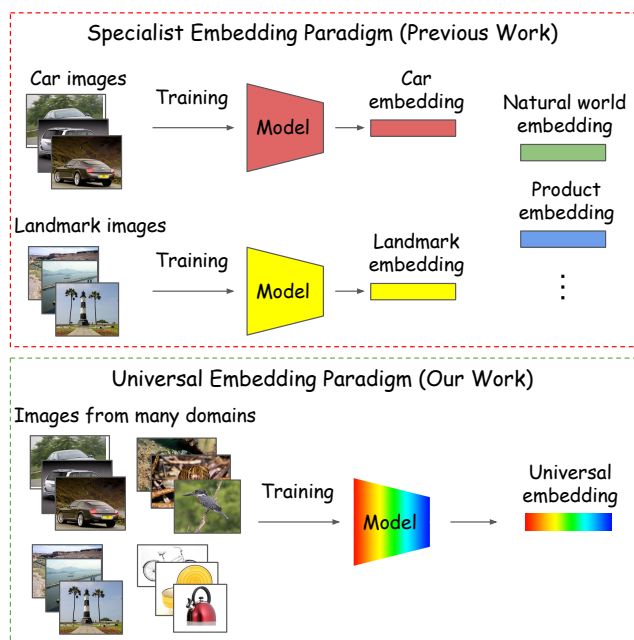 Specialist Embedding Paradigm (Previous Work)
Car images
Training
Model
Car
embedding
Natural world
embedding
Product
embedding
Landmark images
Training
Model
Landmark
embedding
Universal Embedding Paradigm (Our Work)
Images from many domains
Training
Model
Universal
embedding